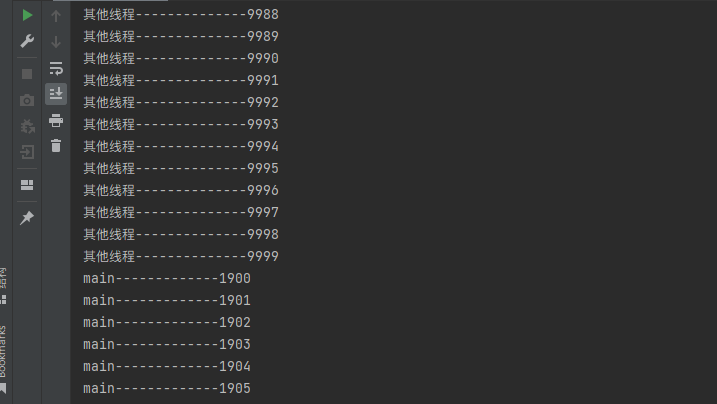 其他线程---------------9988
其他线程---------------9989
其他线程---------------9990
其他线程---------------9991
其他线程---------------9992
其他线程---------------9993
其他线程---------------9994
其他线程---------------9995
其他线程---------------9996
其他线程---------------9997
其他线程---------------9998
其他线程---------------9999
main-------------1900
main-------------1901
main-------------1902
main-------------1903
main-------------1904
main-------------1905
结构
Bookmarks